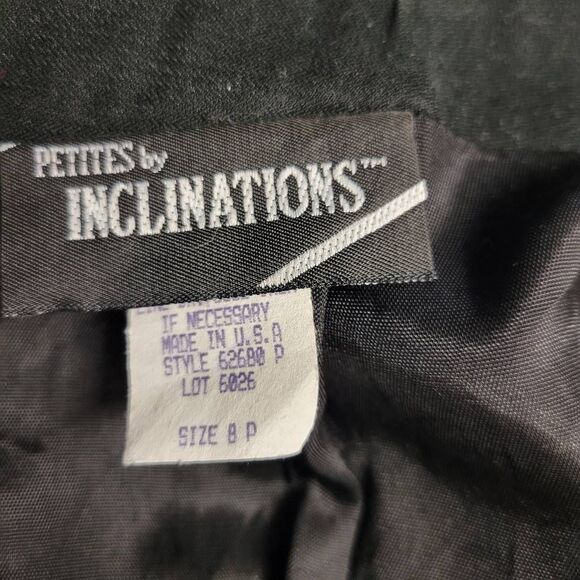 PETITES by
INCLINATIONS™
IF NECESSARY
MADE IN U.S.A
STYLE 62680 P
LOT 6026
SIZE 8 P